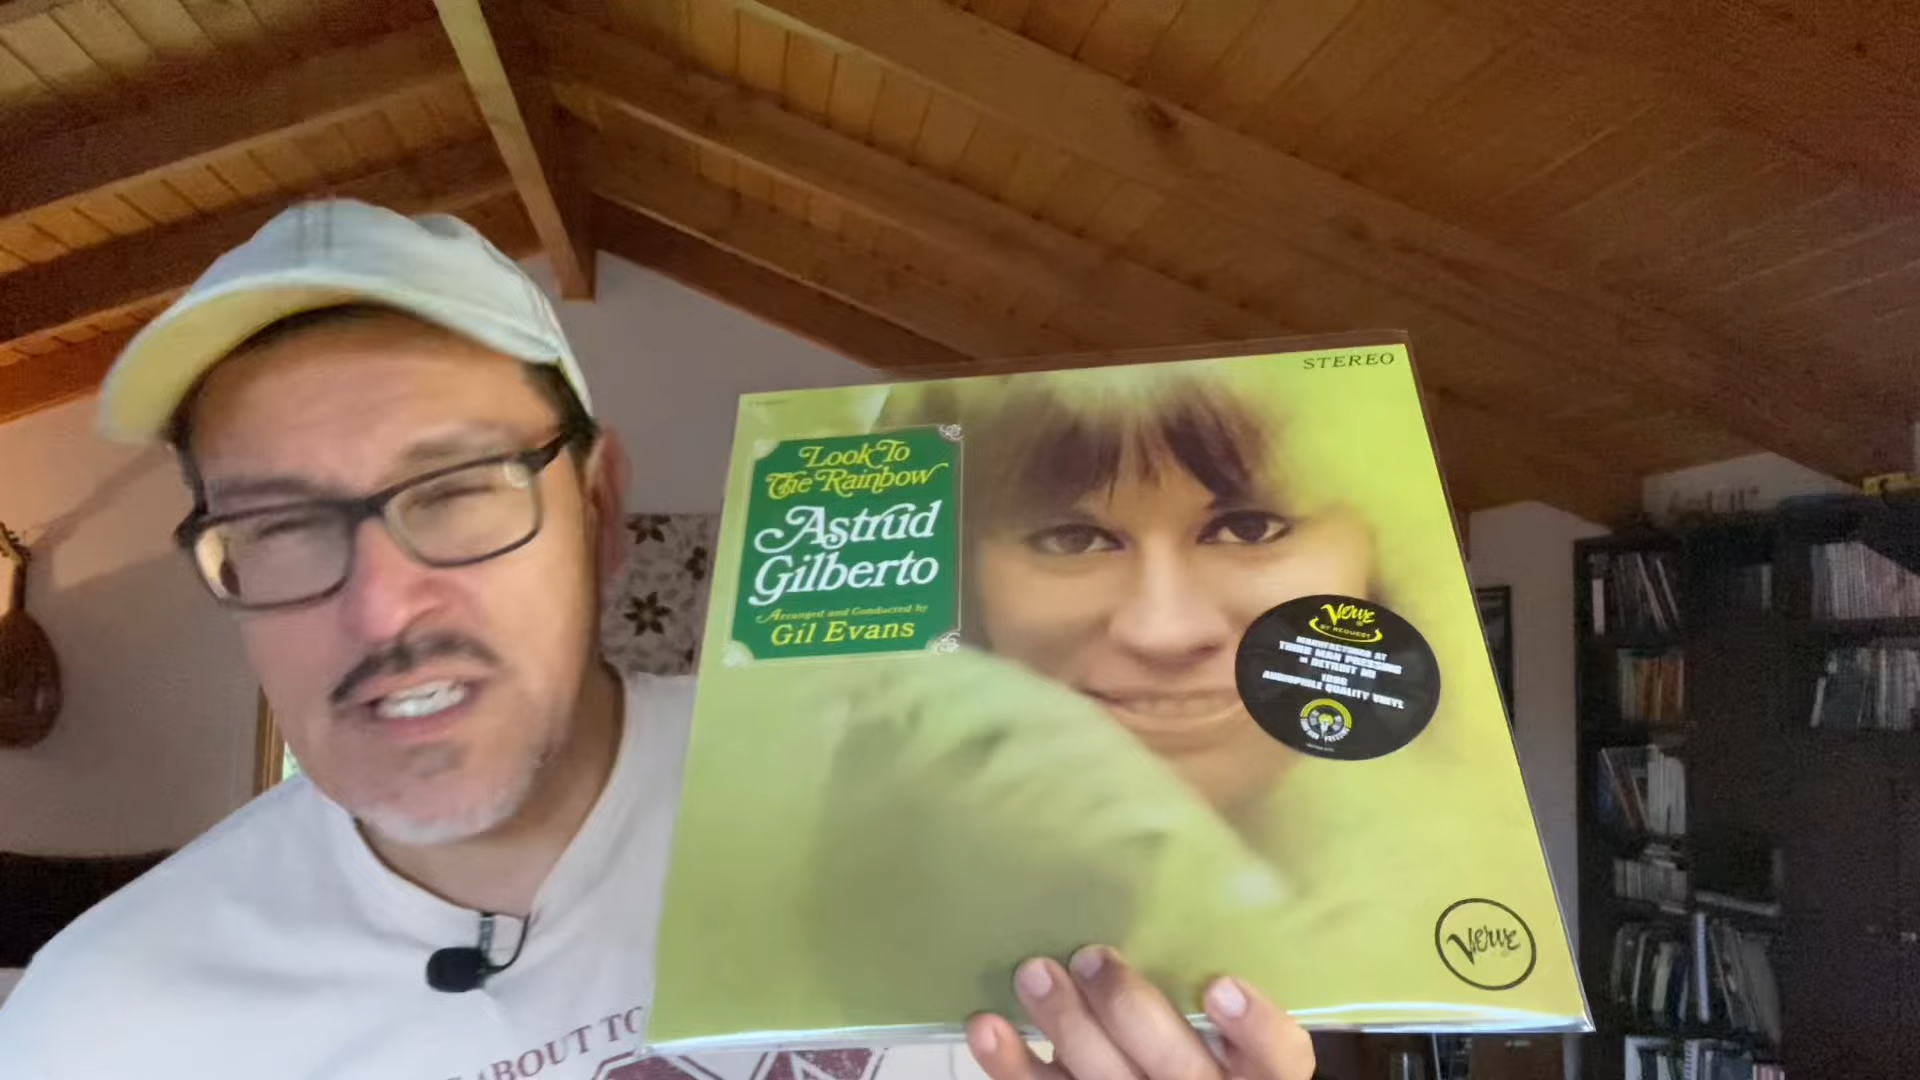 STEREO
Look To
The Rainbow
Astrud
Gilberto
Arranged and Conducted by
Gil Evans
Verve
BY REQUEST
MANUFACTURED AT
THIRD MAN PRESSING
IN DETROIT MI
180G
AUDIOPHILE QUALITY VINYL
Verve
ABOUT TO